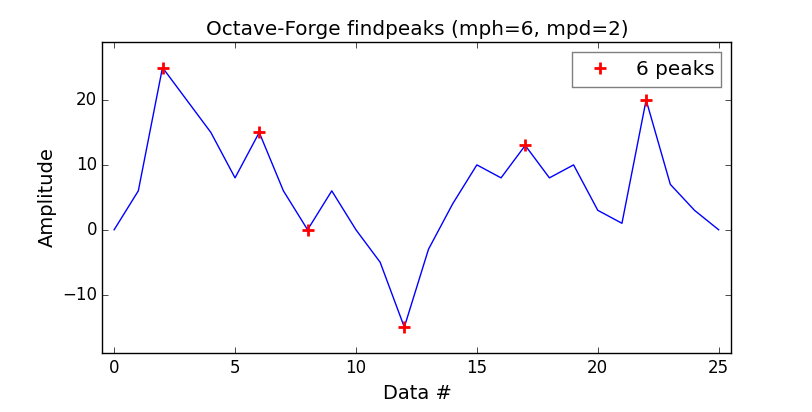 Octave-Forge findpeaks (mph=6, mpd=2)
6 peaks
Amplitude
20
10
0
−10
0 5 10 15 20 25
Data #